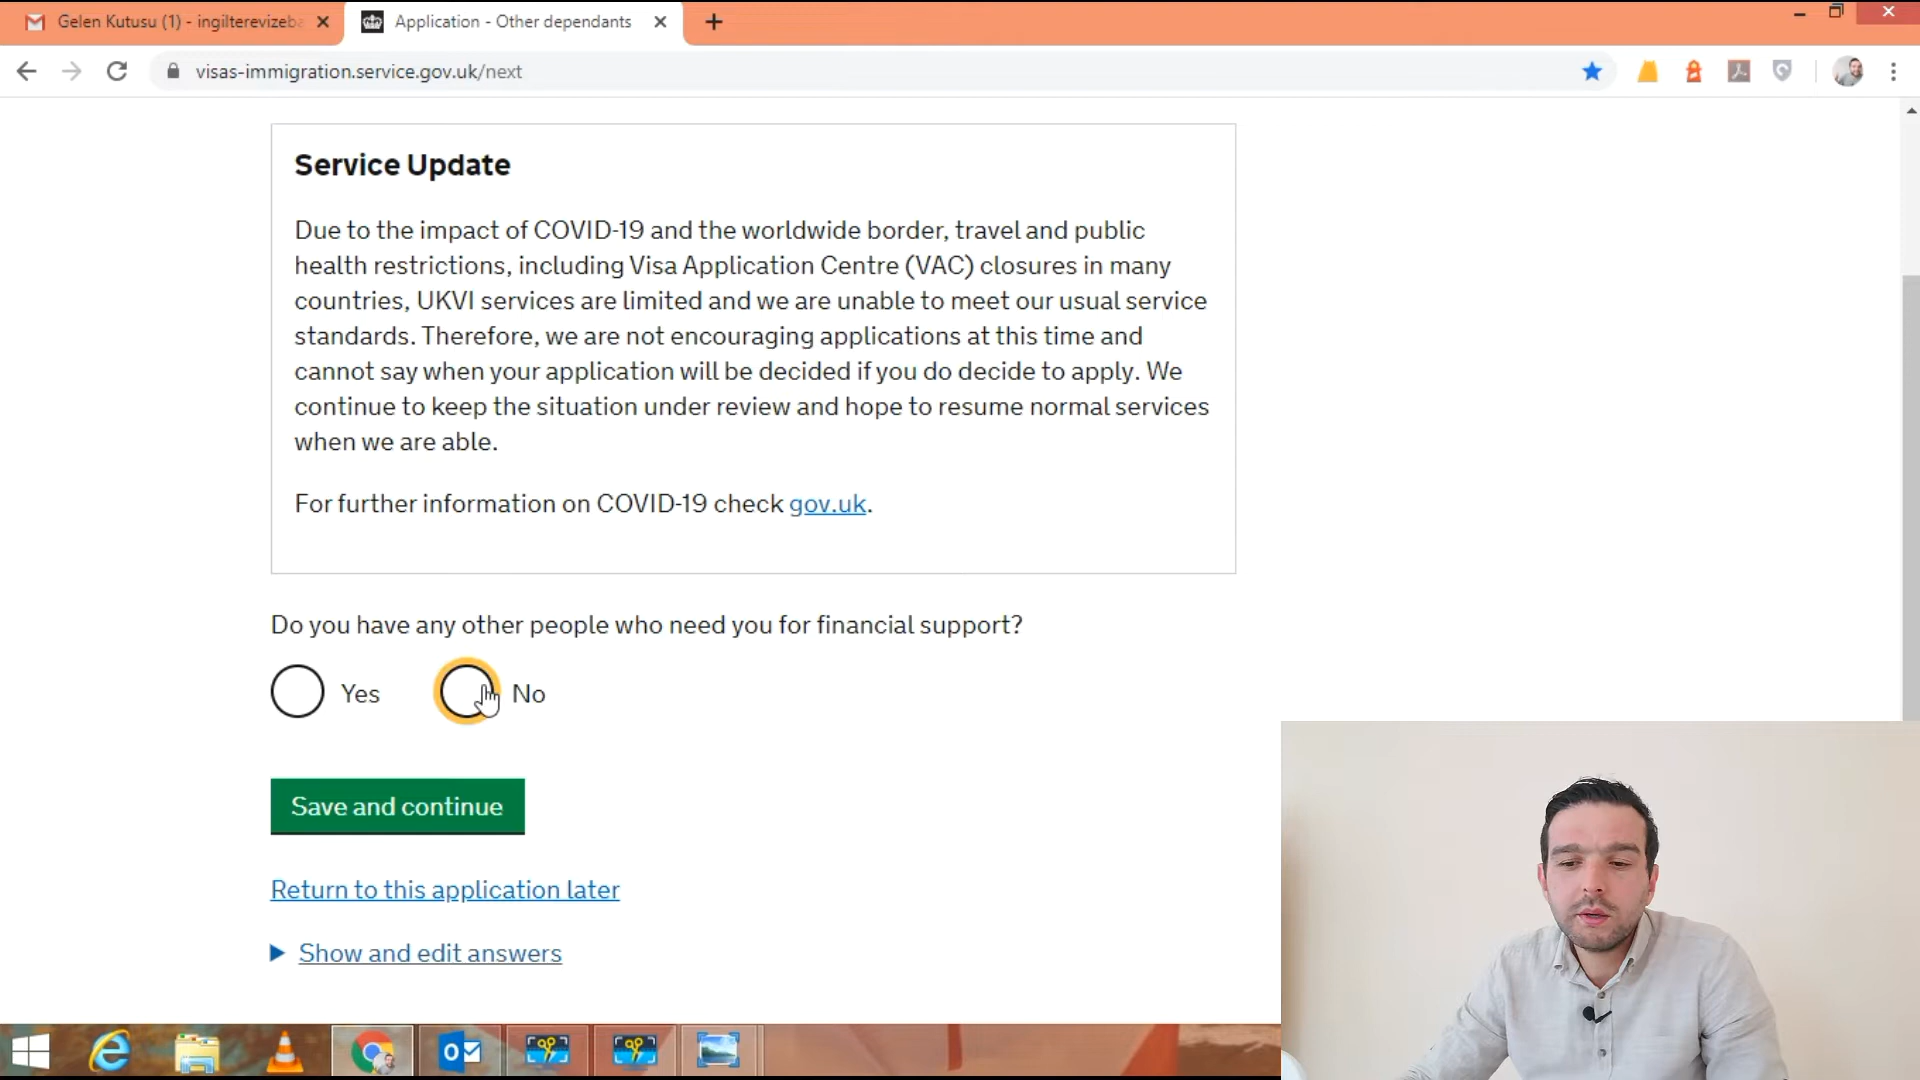 Gelen Kutusu (1) - ingilterevizeba
Application - Other dependants
visas-immigration.service.gov.uk/next
Service Update
Due to the impact of COVID-19 and the worldwide border, travel and public
health restrictions, including Visa Application Centre (VAC) closures in many
countries, UKVI services are limited and we are unable to meet our usual service
standards. Therefore, we are not encouraging applications at this time and
cannot say when your application will be decided if you do decide to apply. We
continue to keep the situation under review and hope to resume normal services
when we are able.
For further information on COVID-19 check gov.uk.
Do you have any other people who need you for financial support?
Yes No
Save and continue
Return to this application later
Show and edit answers